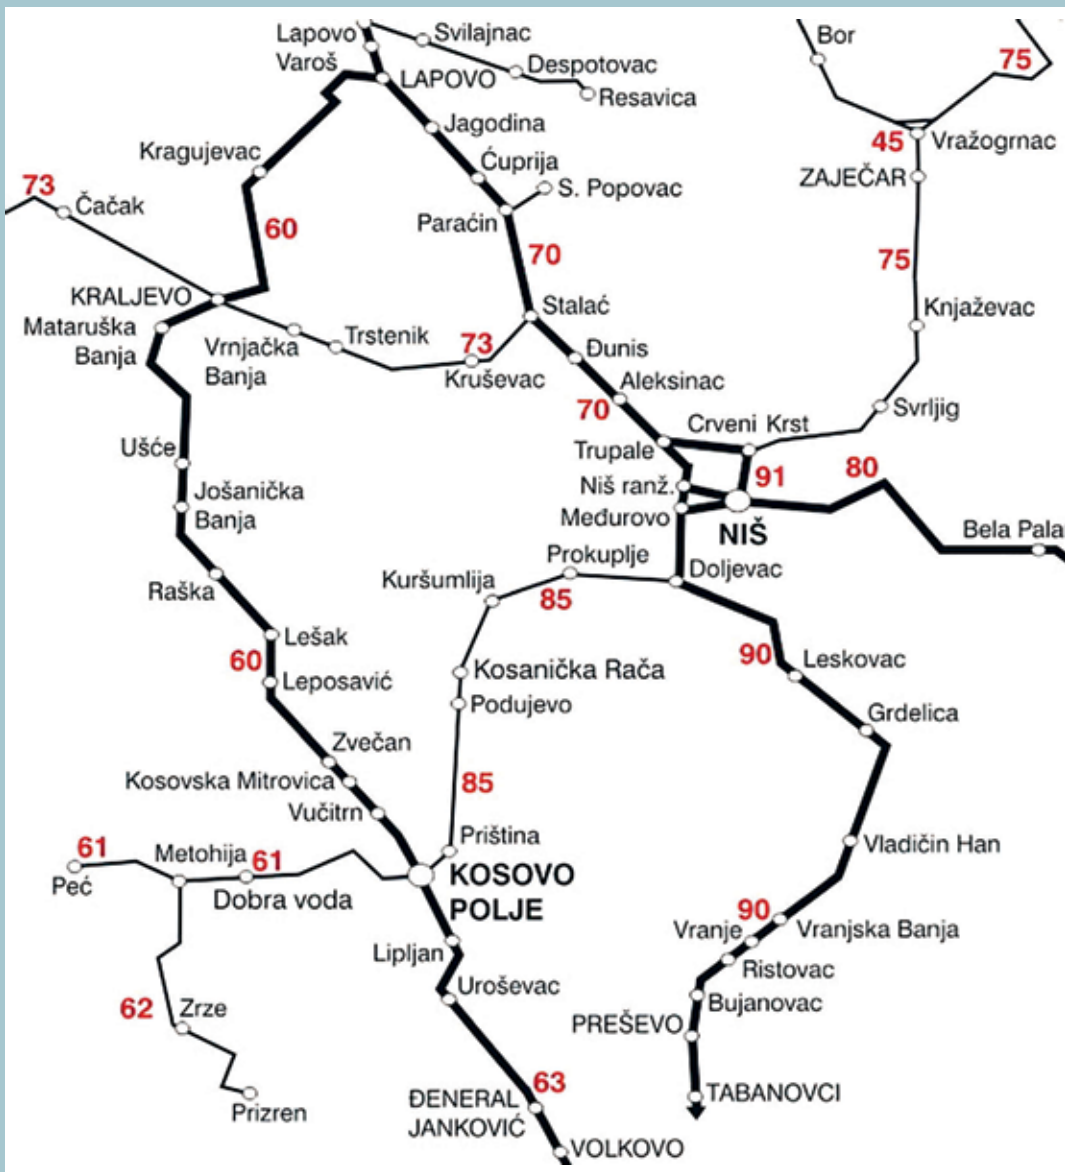 Bor
Lapovo
Varoš
Svilajnac
75
LAPOVO
Despotovac
Resavica
Jagodina
45
Vražogrnac
Kragujevac
Ćuprija
ZAJEČAR
73
Čačak
S. Popovac
Paraćin
60
70
75
KRALJEVO
Stalać
Knjaževac
Mataruška
Banja
Vrnjačka
Banja
Trstenik
73
Kruševac
Đunis
Aleksinac
70
Svrljig
Crveni Krst
Trupale
Ušće
91
80
Niš ranž.
Jošanička
Banja
Međurovo
NIŠ
Bela Pala
Prokuplje
Doljevac
Kuršumlija
Raška
85
Lešak
60
90
Leskovac
Leposavić
Kosanička Rača
Podujevo
Grdelica
Zvečan
Kosovska Mitrovica
85
Vučitrn
Priština
Vladičin Han
61
Metohija
61
Peć
Dobra voda
KOSOVO
POLJE
90
Vranje
Vranjska Banja
Lipljan
Ristovac
Uroševac
Bujanovac
62
Zrze
PREŠEVO
63
ĐENERAL
JANKOVIĆ
TABANOVCI
Prizren
VOLKOVO